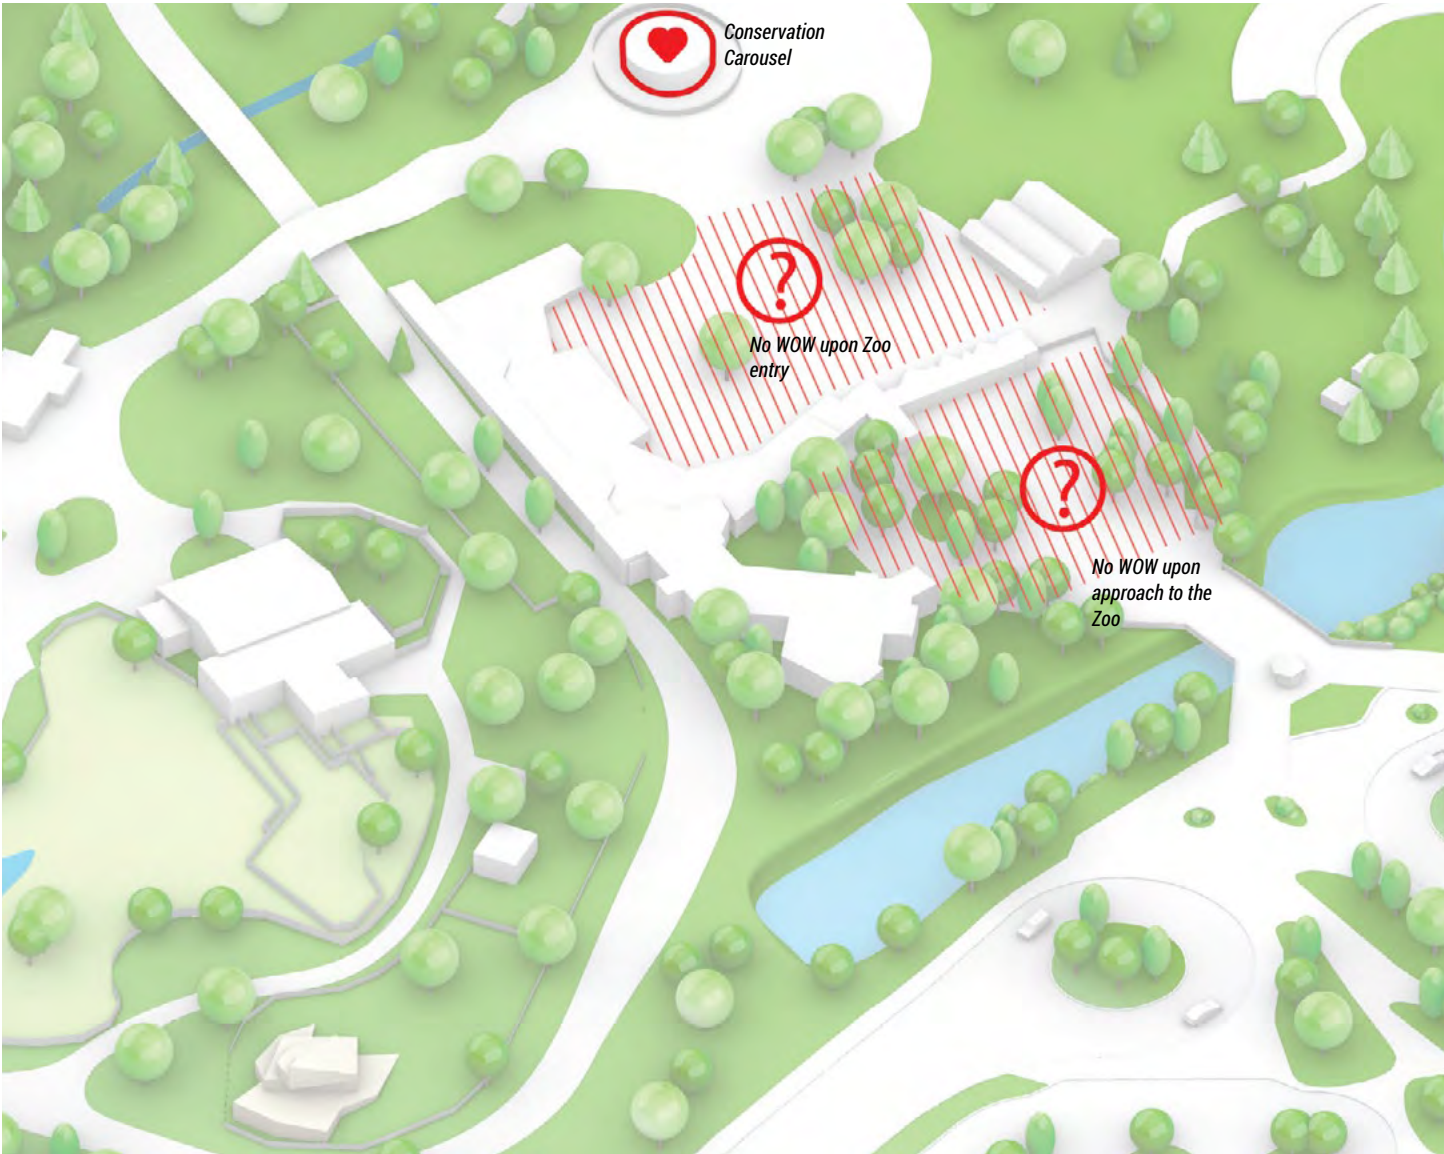 Conservation
Carousel
?
No WOW upon Zoo
entry
?
No WOW upon
approach to the
Zoo